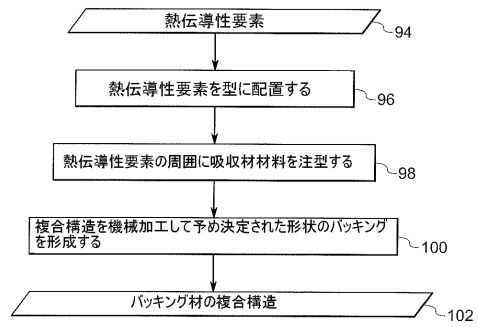 熱伝導性要素
94
熱伝導性要素を型に配置する
96
熱伝導性要素の周囲に吸収材材料を注型する
98
複合構造を機械加工して予め決定された形状のバッキング
を形成する
100
バッキング材の複合構造
102